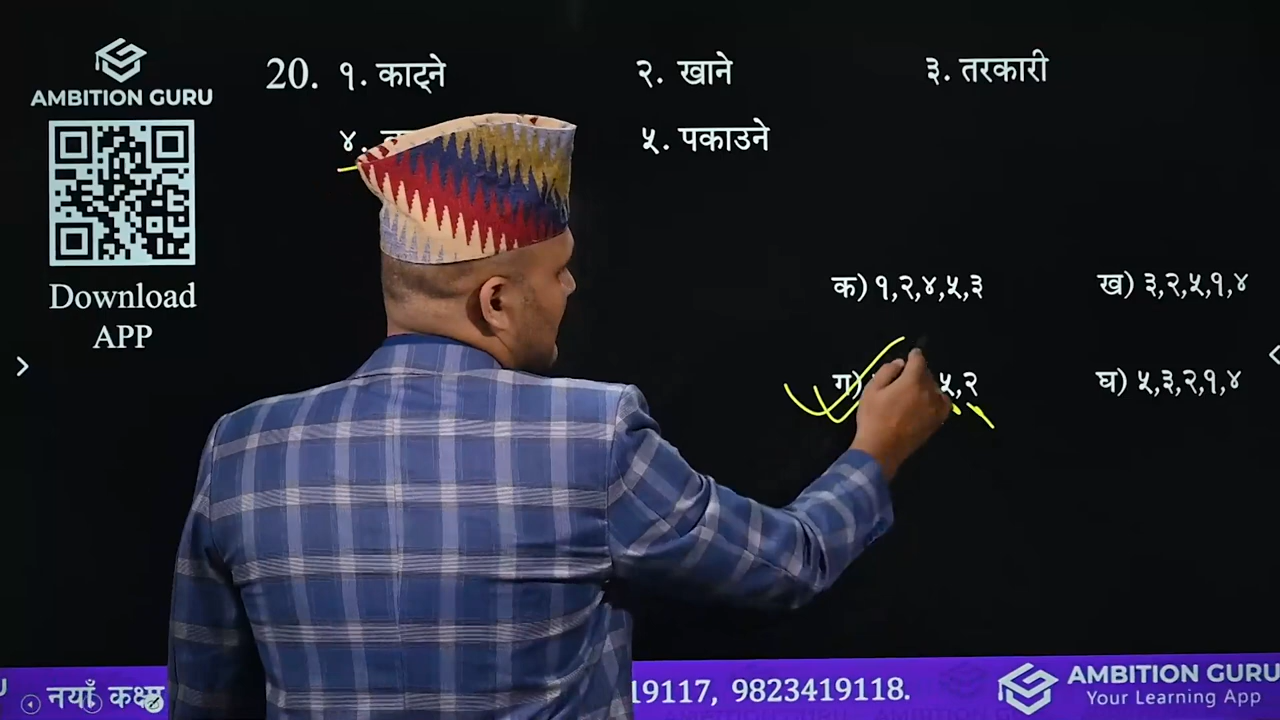 AMBITION GURU
Download
APP
20. १. काट्ने २. खाने ३. तरकारी
४. ५. पकाउने
क) १,२,४,५,३ ख) ३,२,५,१,४
ग) ५,२ घ) ५,३,२,१,४
नयाँ कक्षा 19117, 9823419118.
AMBITION GURU
Your Learning App